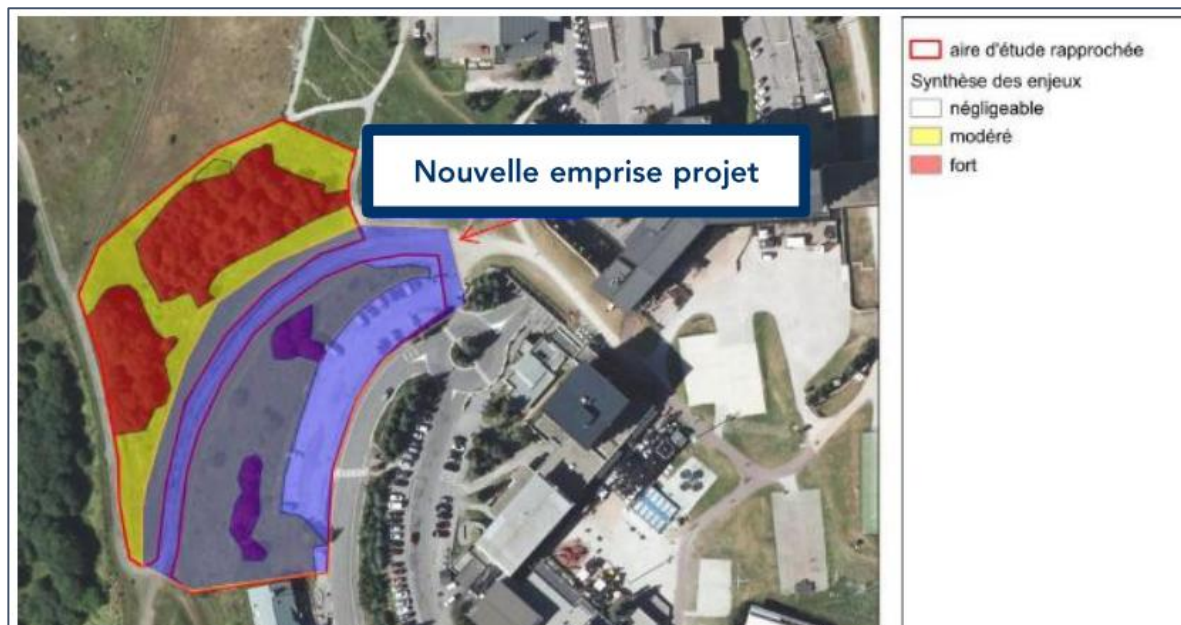 Nouvelle emprise projet
aire d'étude rapprochée
Synthèse des enjeux
négligeable
modéré
fort